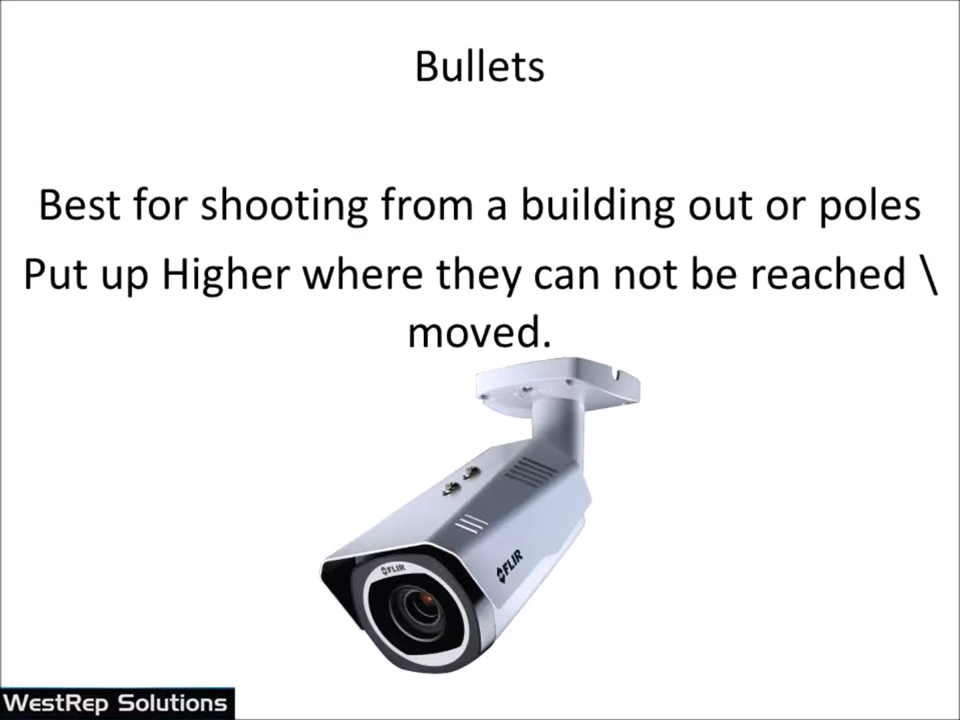 Bullets
Best for shooting from a building out or poles
Put up Higher where they can not be reached \
moved.
FLIR
FLIR
WestRep Solutions